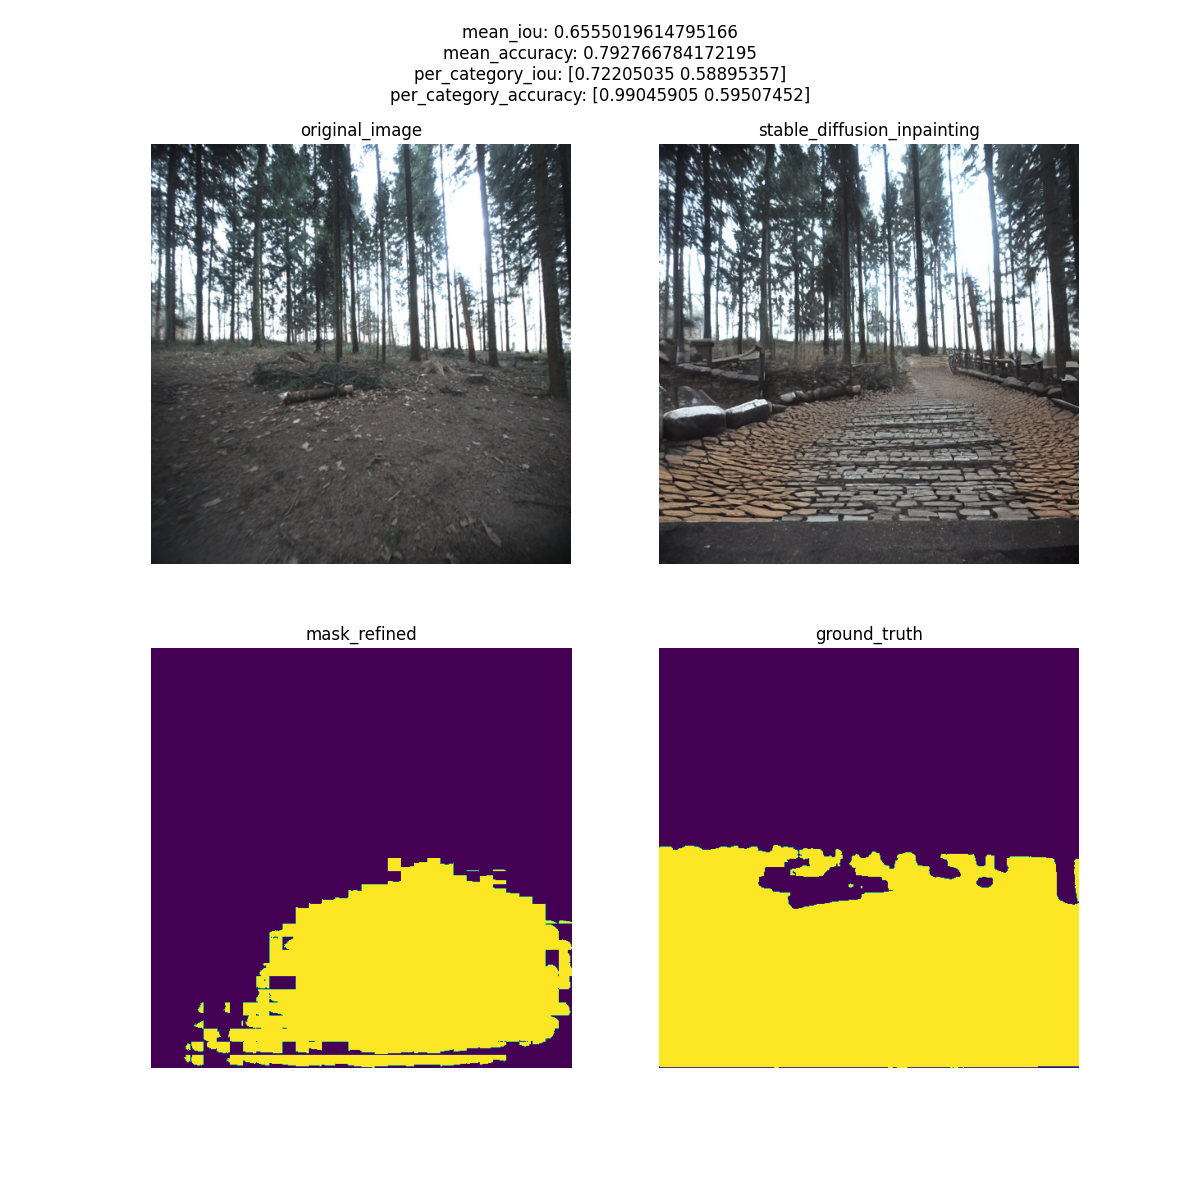 mean_iou: 0.6555019614795166
mean_accuracy: 0.792766784172195
per_category_iou: [0.72205035 0.58895357]
per_category_accuracy: [0.99045905 0.59507452]
original_image
stable_diffusion_inpainting
mask_refined
ground_truth